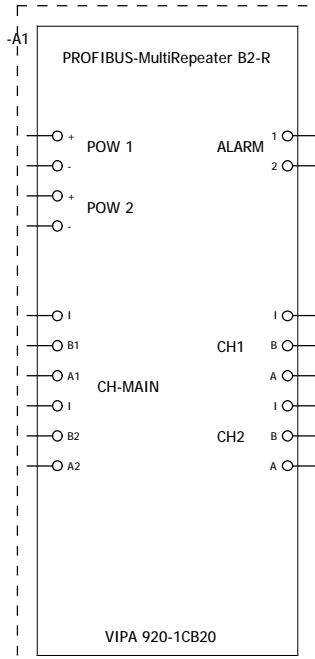 -A1
PROFIBUS-MultiRepeater B2-R
+ POW 1 ALARM 1
- 2
+ POW 2
-
I I
B1 CH1 B
A1 A
CH-MAIN
I I
B2 CH2 B
A2 A
VIPA 920-1CB20